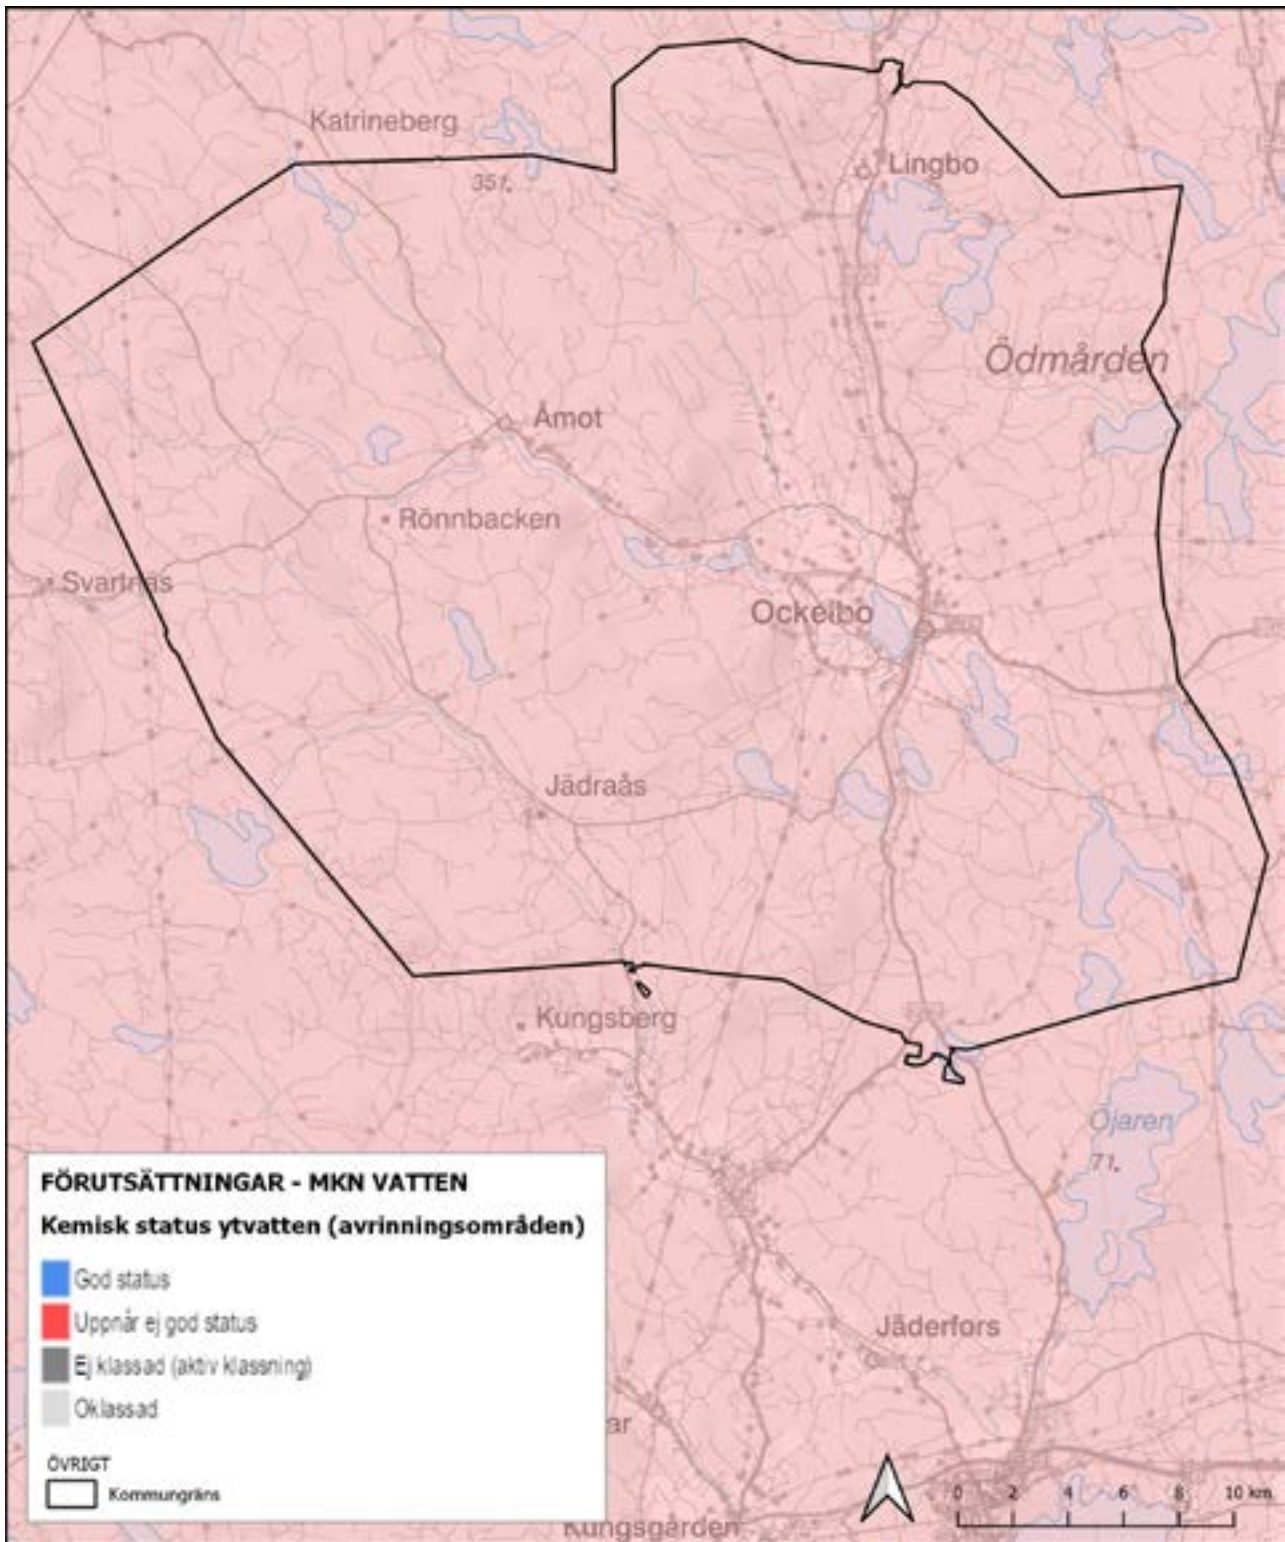 Katrineberg
351.
Lingbo
Ödmården
Åmot
Rönnbacken
Svartnäs
Ockelbo
Jädraås
Kungsberg
Öjaren
71.
Jäderfors
ar
Kungsgården
FÖRUTSÄTTNINGAR - MKN VATTEN
Kemisk status ytvatten (avrinningsområden)
God status
Uppnår ej god status
Ej klassad (aktiv klassning)
Oklassad
ÖVRIGT
Kommungräns
0 2 4 6 8 10 km